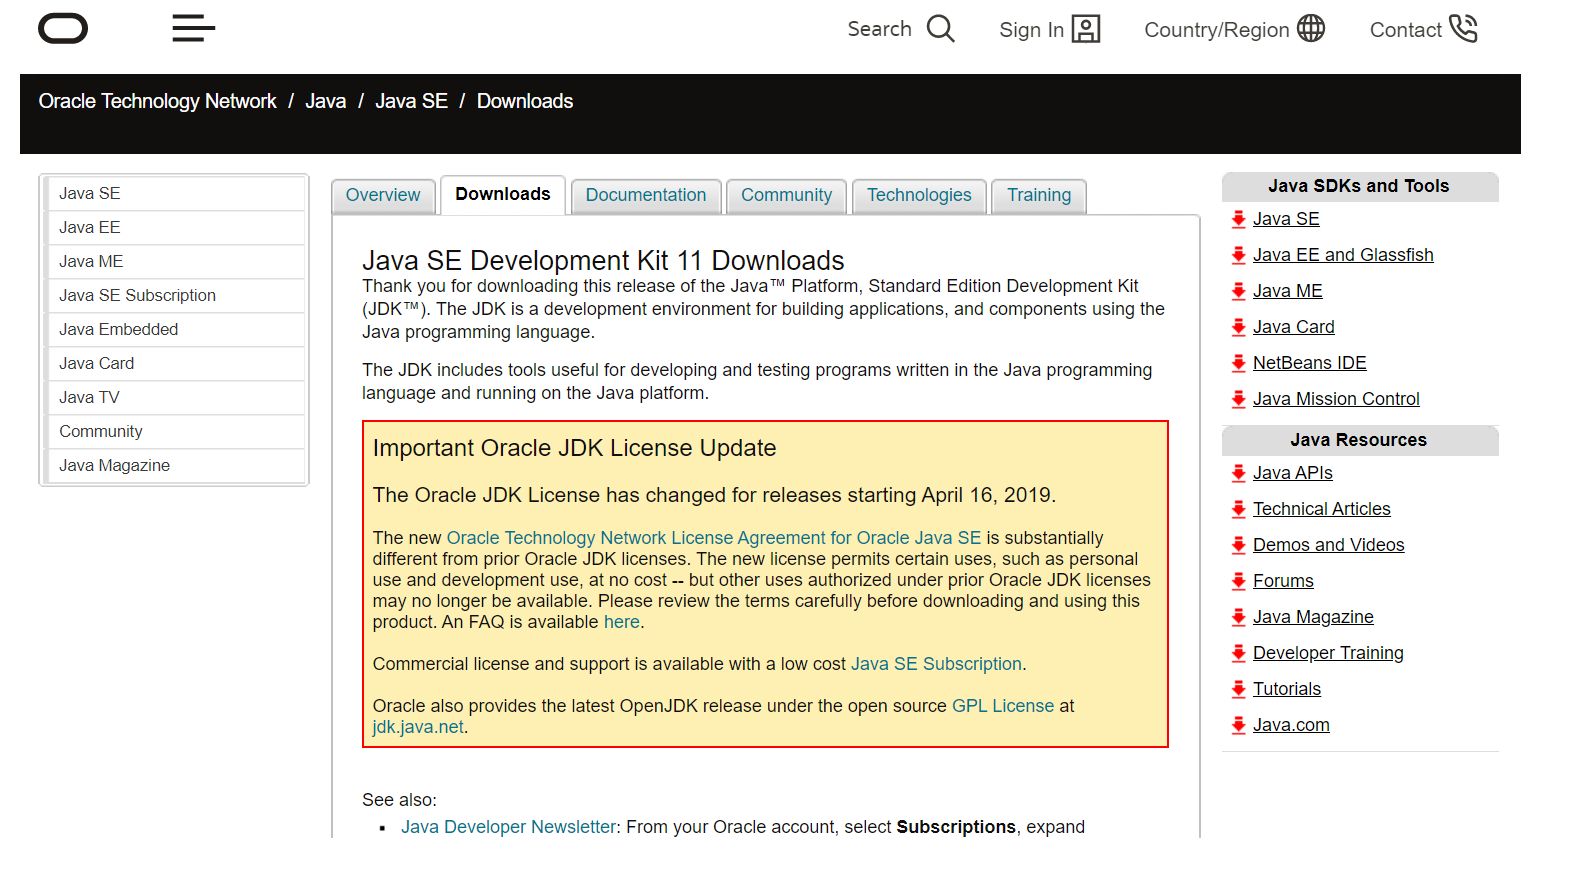 Search
Sign In
Country/Region
Contact
Oracle Technology Network / Java / Java SE / Downloads
Java SE
Java EE
Java ME
Java SE Subscription
Java Embedded
Java Card
Java TV
Community
Java Magazine
Overview
Downloads
Documentation
Community
Technologies
Training
Java SE Development Kit 11 Downloads
Thank you for downloading this release of the Java™ Platform, Standard Edition Development Kit
(JDK™). The JDK is a development environment for building applications, and components using the
Java programming language.
The JDK includes tools useful for developing and testing programs written in the Java programming
language and running on the Java platform.
Important Oracle JDK License Update
The Oracle JDK License has changed for releases starting April 16, 2019.
The new Oracle Technology Network License Agreement for Oracle Java SE is substantially
different from prior Oracle JDK licenses. The new license permits certain uses, such as personal
use and development use, at no cost -- but other uses authorized under prior Oracle JDK licenses
may no longer be available. Please review the terms carefully before downloading and using this
product. An FAQ is available here.
Commercial license and support is available with a low cost Java SE Subscription.
Oracle also provides the latest OpenJDK release under the open source GPL License at
jdk.java.net.
See also:
▪ Java Developer Newsletter: From your Oracle account, select Subscriptions, expand
Java SDKs and Tools
Java SE
Java EE and Glassfish
Java ME
Java Card
NetBeans IDE
Java Mission Control
Java Resources
Java APIs
Technical Articles
Demos and Videos
Forums
Java Magazine
Developer Training
Tutorials
Java.com